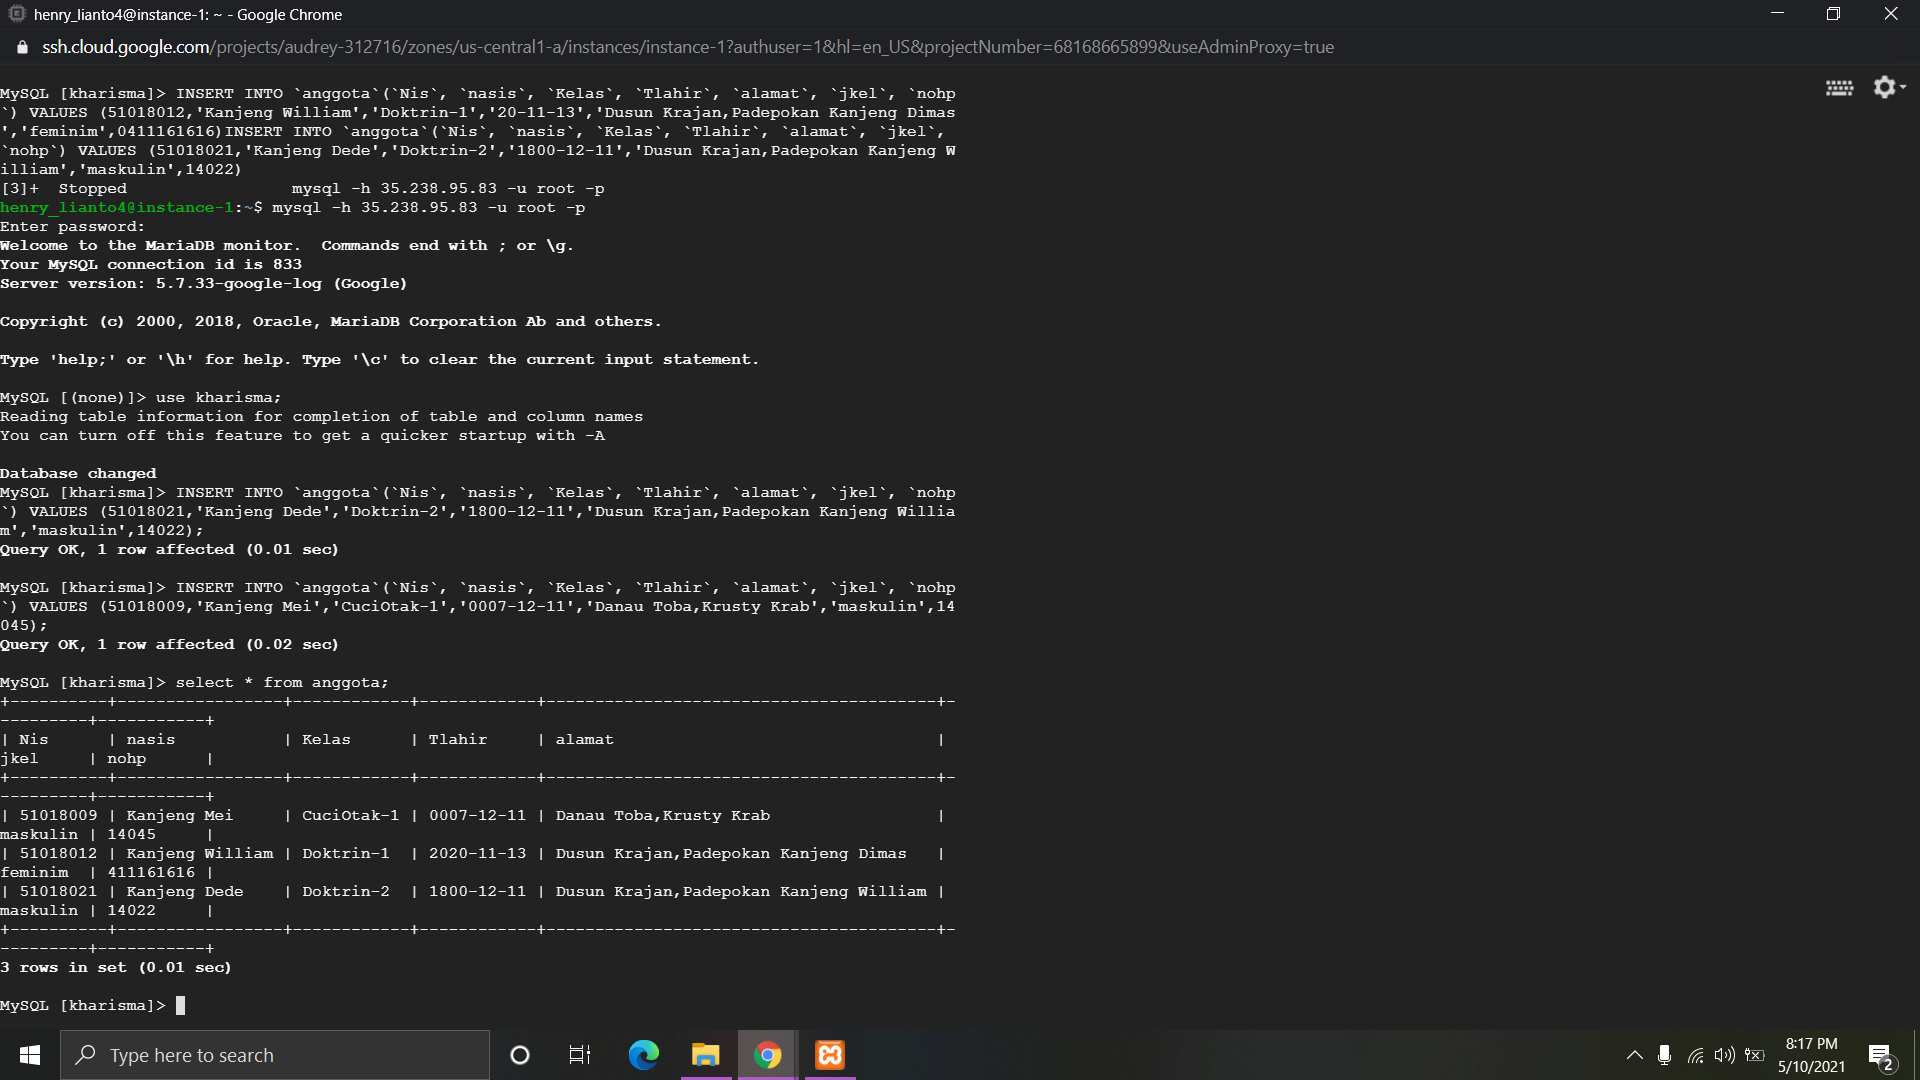 henry_lianto4@instance-1: ~ - Google Chrome
ssh.cloud.google.com/projects/audrey-312716/zones/us-central1-a/instances/instance-1?authuser=1&hl=en_US&projectNumber=68168665899&useAdminProxy=true
MySQL [kharisma]> INSERT INTO `anggota`(`Nis`, `nasis`, `Kelas`, `Tlahir`, `alamat`, `jkel`, `nohp
`) VALUES (51018012,'Kanjeng William','Doktrin-1','20-11-13','Dusun Krajan,Padepokan Kanjeng Dimas
','feminim',0411161616)INSERT INTO `anggota`(`Nis`, `nasis`, `Kelas`, `Tlahir`, `alamat`, `jkel`,
`nohp`) VALUES (51018021,'Kanjeng Dede','Doktrin-2','1800-12-11','Dusun Krajan,Padepokan Kanjeng W
illiam','maskulin',14022)
[3]+  Stopped                 mysql -h 35.238.95.83 -u root -p
henry_lianto4@instance-1:~$ mysql -h 35.238.95.83 -u root -p
Enter password:
Welcome to the MariaDB monitor.  Commands end with ; or \g.
Your MySQL connection id is 833
Server version: 5.7.33-google-log (Google)
Copyright (c) 2000, 2018, Oracle, MariaDB Corporation Ab and others.
Type 'help;' or '\h' for help. Type '\c' to clear the current input statement.
MySQL [(none)]> use kharisma;
Reading table information for completion of table and column names
You can turn off this feature to get a quicker startup with -A
Database changed
MySQL [kharisma]> INSERT INTO `anggota`(`Nis`, `nasis`, `Kelas`, `Tlahir`, `alamat`, `jkel`, `nohp
`) VALUES (51018021,'Kanjeng Dede','Doktrin-2','1800-12-11','Dusun Krajan,Padepokan Kanjeng Willia
m','maskulin',14022);
Query OK, 1 row affected (0.01 sec)
MySQL [kharisma]> INSERT INTO `anggota`(`Nis`, `nasis`, `Kelas`, `Tlahir`, `alamat`, `jkel`, `nohp
`) VALUES (51018009,'Kanjeng Mei','CuciOtak-1','0007-12-11','Danau Toba,Krusty Krab','maskulin',14
045);
Query OK, 1 row affected (0.02 sec)
MySQL [kharisma]> select * from anggota;
+----------+-----------------+------------+------------+----------------------------------------+-
---------+-----------+
| Nis      | nasis           | Kelas      | Tlahir     | alamat                                 |
jkel     | nohp      |
+----------+-----------------+------------+------------+----------------------------------------+-
---------+-----------+
| 51018009 | Kanjeng Mei     | CuciOtak-1 | 0007-12-11 | Danau Toba,Krusty Krab                 |
maskulin | 14045     |
| 51018012 | Kanjeng William | Doktrin-1  | 2020-11-13 | Dusun Krajan,Padepokan Kanjeng Dimas   |
feminim  | 411161616 |
| 51018021 | Kanjeng Dede    | Doktrin-2  | 1800-12-11 | Dusun Krajan,Padepokan Kanjeng William |
maskulin | 14022     |
+----------+-----------------+------------+------------+----------------------------------------+-
---------+-----------+
3 rows in set (0.01 sec)
MySQL [kharisma]>
Type here to search
8:17 PM
5/10/2021
2